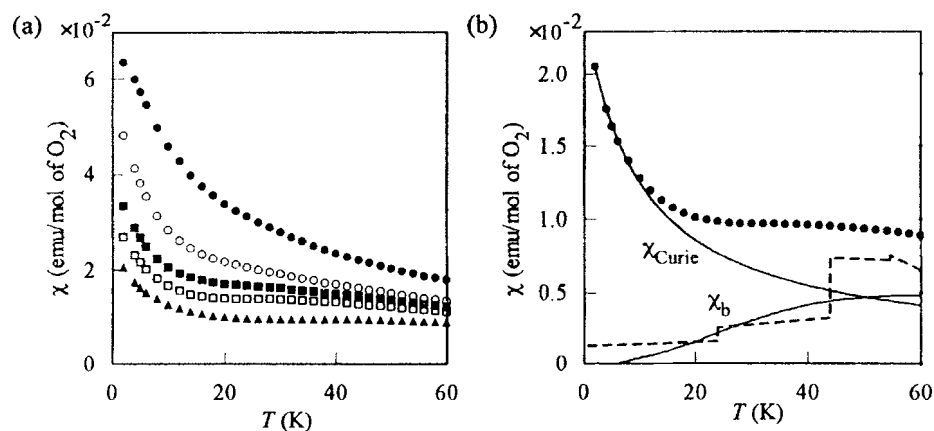 (a)
×10⁻²
6
4
2
0
χ (emu/mol of O₂)
0 20 40 60
T (K)
(b)
×10⁻²
2.0
1.5
1.0
0.5
0
χ (emu/mol of O₂)
χCurie
χb
0 20 40 60
T (K)